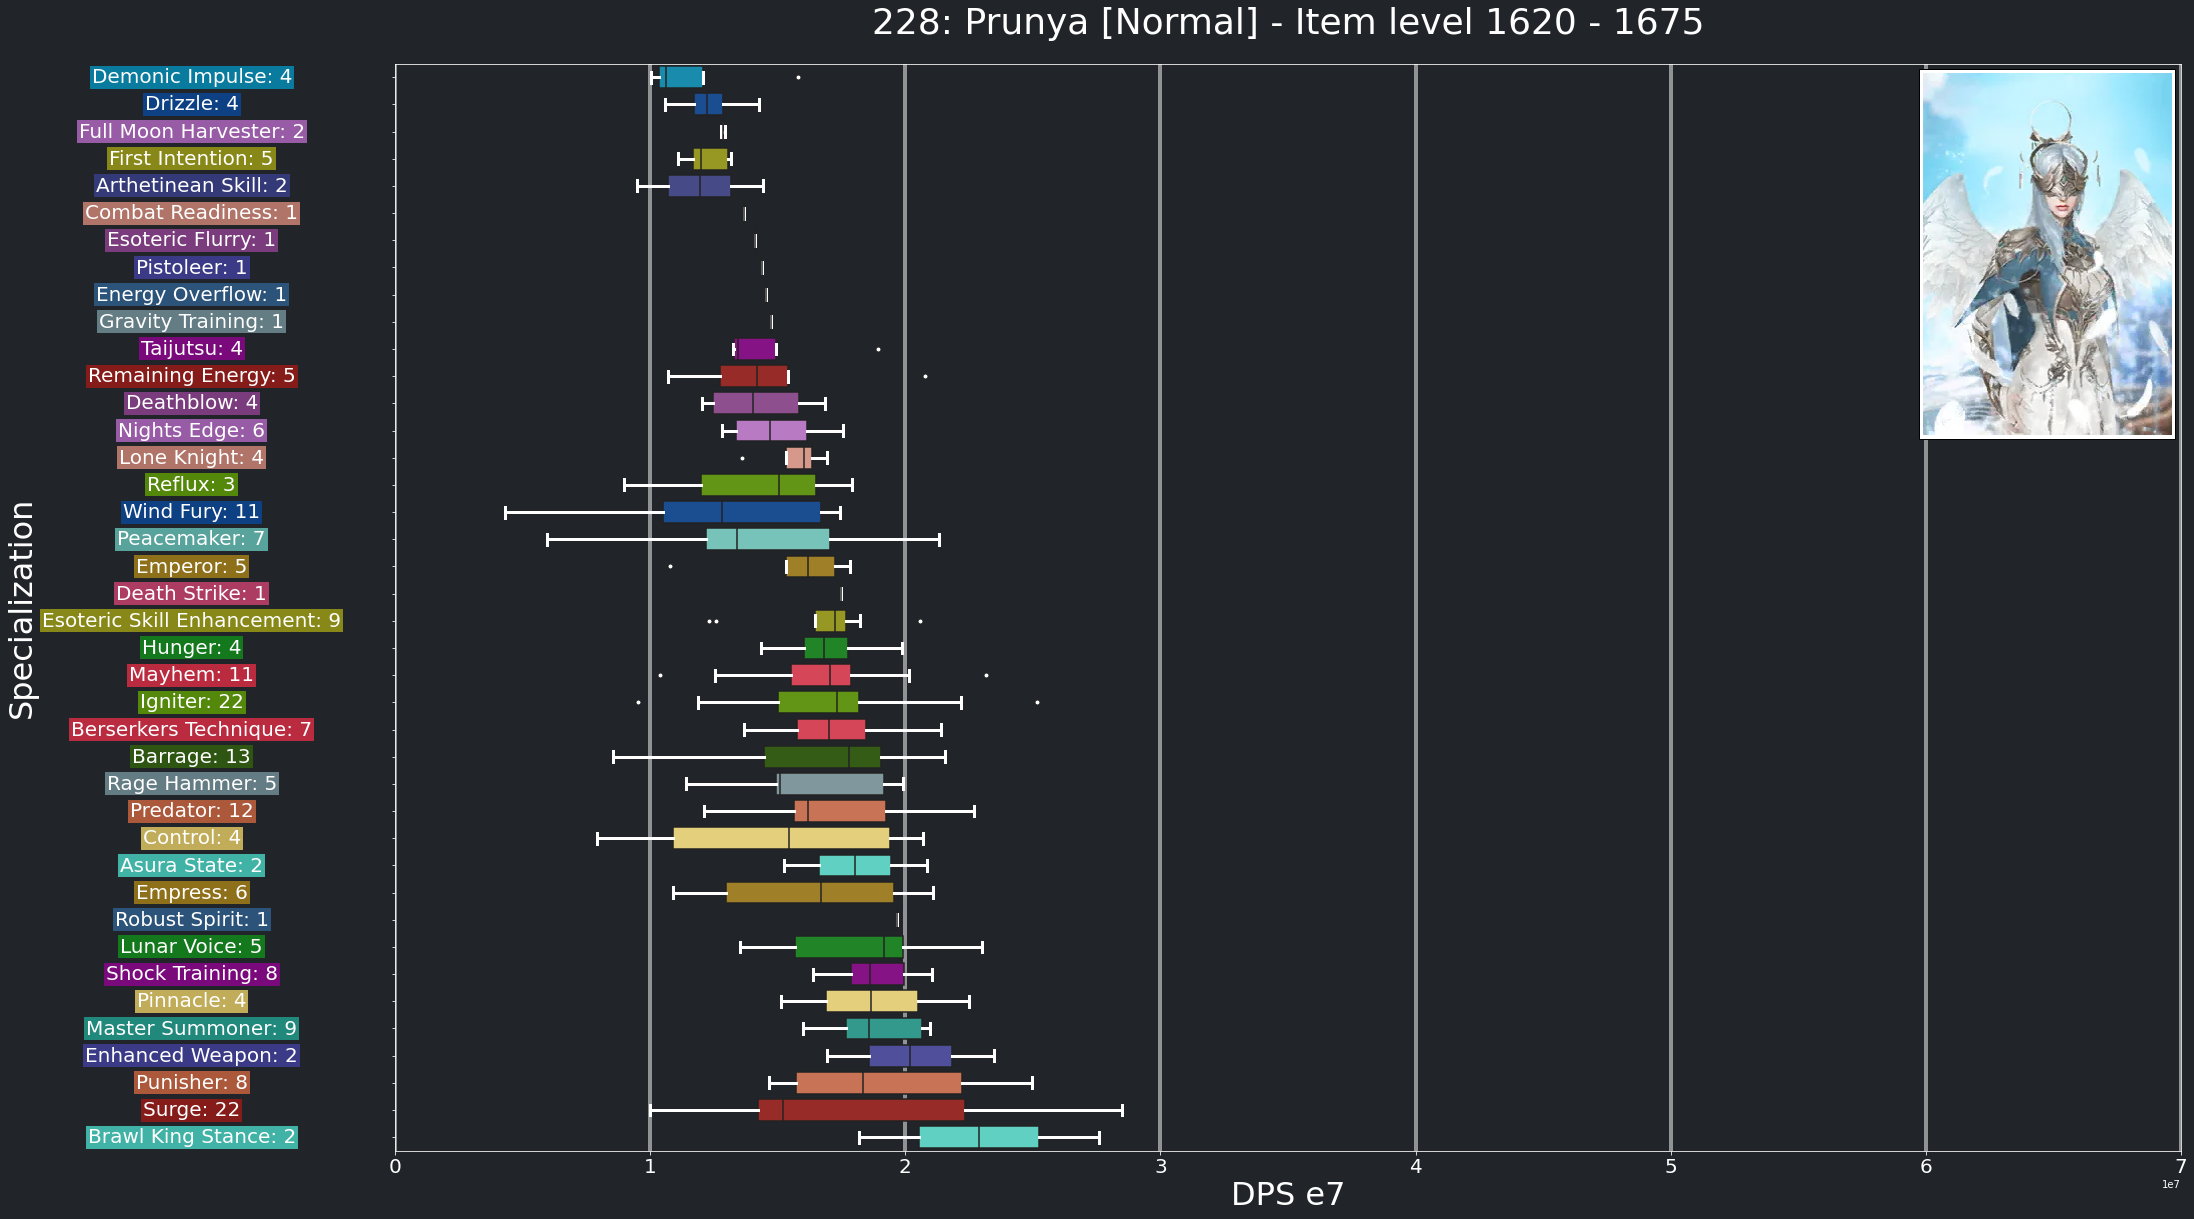 228: Prunya [Normal] - Item level 1620 - 1675
Specialization
Demonic Impulse: 4
Drizzle: 4
Full Moon Harvester: 2
First Intention: 5
Arthetinean Skill: 2
Combat Readiness: 1
Esoteric Flurry: 1
Pistoleer: 1
Energy Overflow: 1
Gravity Training: 1
Taijutsu: 4
Remaining Energy: 5
Deathblow: 4
Nights Edge: 6
Lone Knight: 4
Reflux: 3
Wind Fury: 11
Peacemaker: 7
Emperor: 5
Death Strike: 1
Esoteric Skill Enhancement: 9
Hunger: 4
Mayhem: 11
Igniter: 22
Berserkers Technique: 7
Barrage: 13
Rage Hammer: 5
Predator: 12
Control: 4
Asura State: 2
Empress: 6
Robust Spirit: 1
Lunar Voice: 5
Shock Training: 8
Pinnacle: 4
Master Summoner: 9
Enhanced Weapon: 2
Punisher: 8
Surge: 22
Brawl King Stance: 2
0 1 2 3 4 5 6 7
1e7
DPS e7